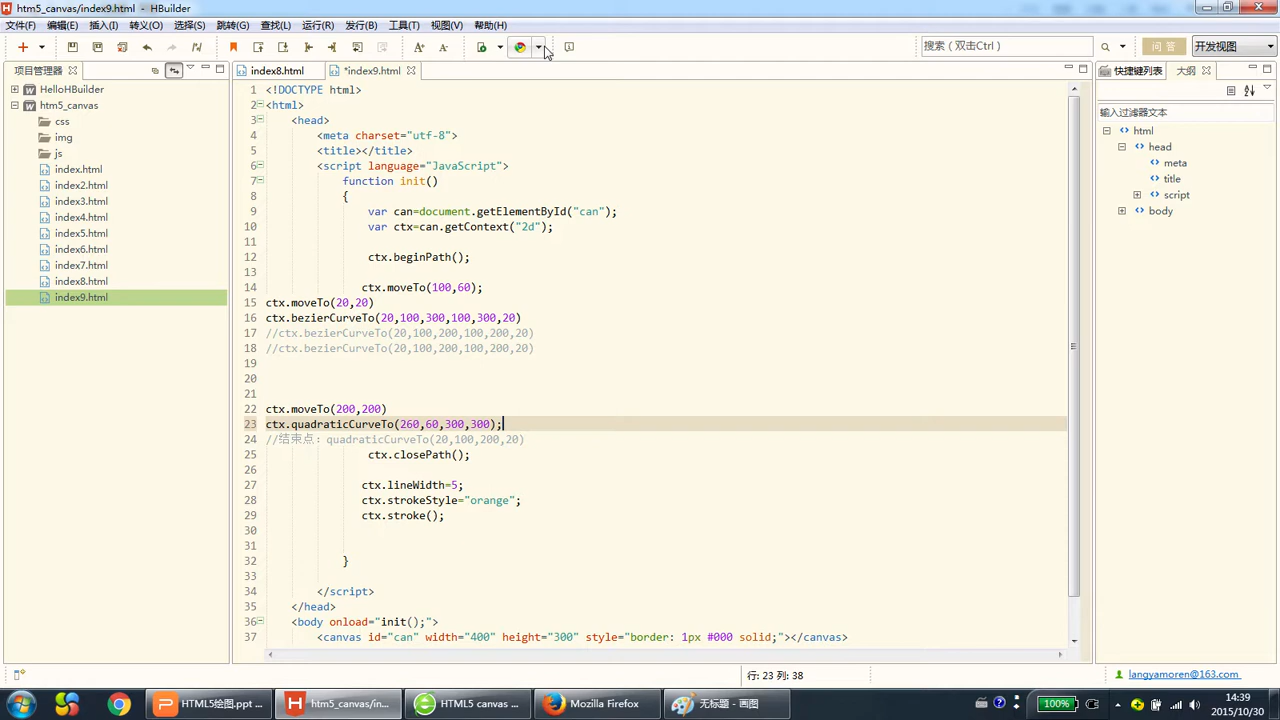 htm5_canvas/index9.html - HBuilder
文件(F) 编辑(E) 插入(I) 转义(O) 选择(S) 跳转(G) 查找(L) 运行(R) 发行(B) 工具(T) 视图(V) 帮助(H)
搜索（双击Ctrl） 问 答 开发视图
项目管理器
HelloHBuilder
htm5_canvas
css
img
js
index.html
index2.html
index3.html
index4.html
index5.html
index6.html
index7.html
index8.html
index9.html
index8.html *index9.html
1 <!DOCTYPE html>
2 <html>
3 <head>
4 <meta charset="utf-8">
5 <title></title>
6 <script language="JavaScript">
7 function init()
8 {
9 var can=document.getElementById("can");
10 var ctx=can.getContext("2d");
11
12 ctx.beginPath();
13
14 ctx.moveTo(100,60);
15 ctx.moveTo(20,20)
16 ctx.bezierCurveTo(20,100,300,100,300,20)
17 //ctx.bezierCurveTo(20,100,200,100,200,20)
18 //ctx.bezierCurveTo(20,100,200,100,200,20)
19
20
21
22 ctx.moveTo(200,200)
23 ctx.quadraticCurveTo(260,60,300,300);
24 //结束点：quadraticCurveTo(20,100,200,20)
25 ctx.closePath();
26
27 ctx.lineWidth=5;
28 ctx.strokeStyle="orange";
29 ctx.stroke();
30
31
32 }
33
34 </script>
35 </head>
36 <body onload="init();">
37 <canvas id="can" width="400" height="300" style="border: 1px #000 solid;"></canvas>
快捷键列表 大纲
输入过滤器文本
html
head
meta
title
script
body
行: 23 列: 38
langyamoren@163.com
HTML5绘图.ppt ... htm5_canvas/in... HTML5 canvas ... Mozilla Firefox 无标题 - 画图
100%
14:39
2015/10/30